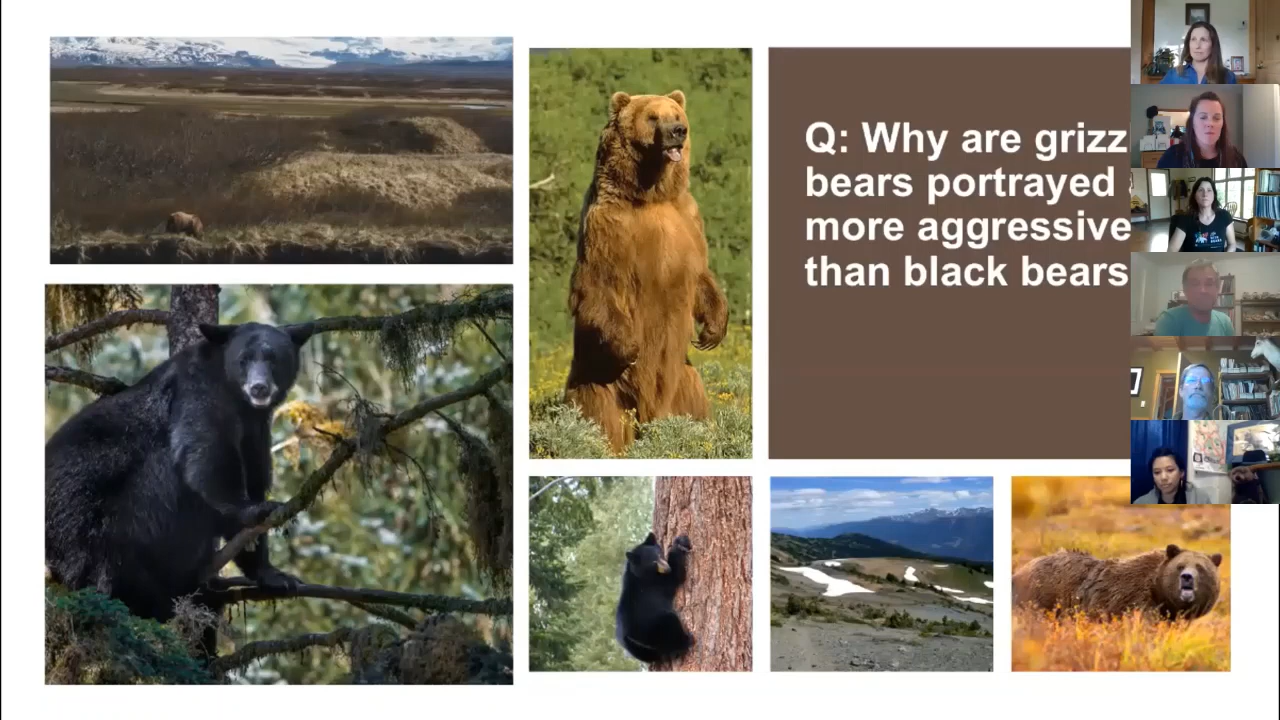 Q: Why are grizz
bears portrayed
more aggressive
than black bears